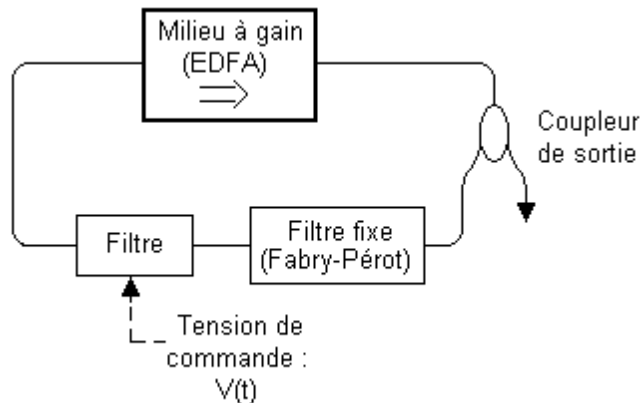 Milieu à gain
(EDFA)
Coupleur
de sortie
Filtre
Filtre fixe
(Fabry-Pérot)
Tension de
commande :
V(t)